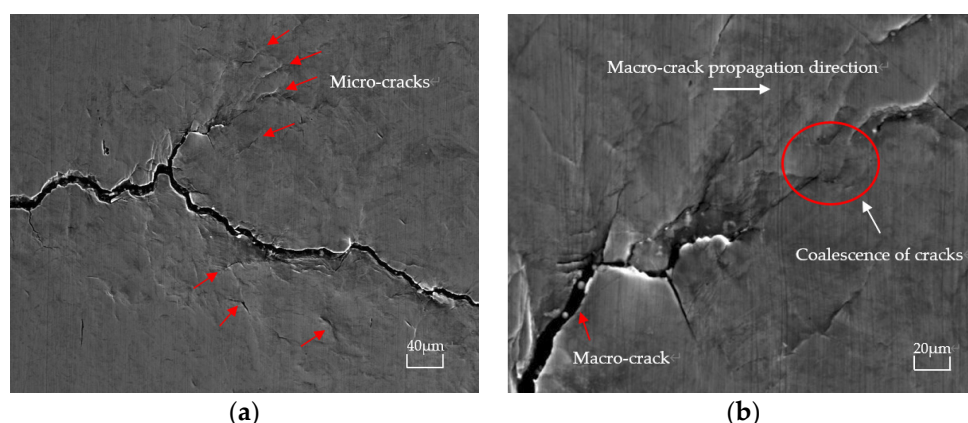 Micro-cracks
40μm
(a)
Macro-crack propagation direction
Coalescence of cracks
Macro-crack
20μm
(b)